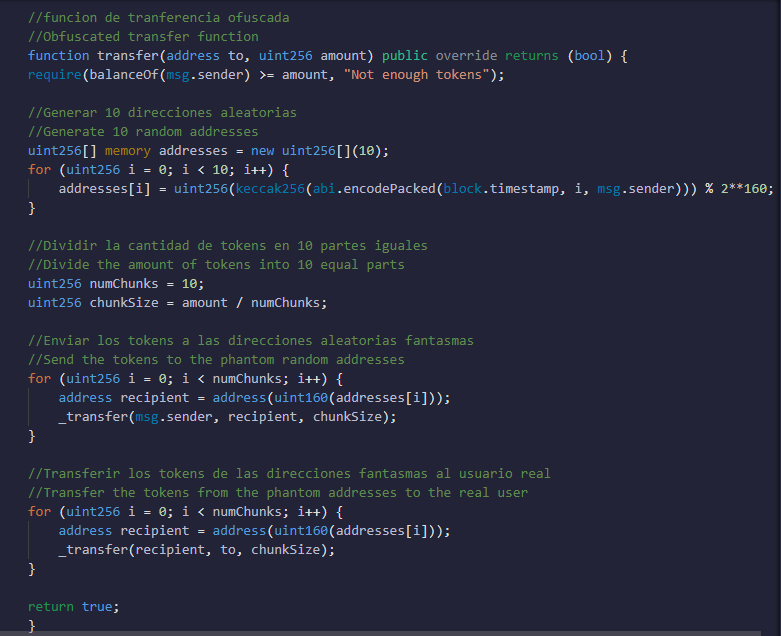 //funcion de tranferencia ofuscada
//Obfuscated transfer function
function transfer(address to, uint256 amount) public override returns (bool) {
require(balanceOf(msg.sender) >= amount, "Not enough tokens");
//Generar 10 direcciones aleatorias
//Generate 10 random addresses
uint256[] memory addresses = new uint256[](10);
for (uint256 i = 0; i < 10; i++) {
    addresses[i] = uint256(keccak256(abi.encodePacked(block.timestamp, i, msg.sender))) % 2**160;
}
//Dividir la cantidad de tokens en 10 partes iguales
//Divide the amount of tokens into 10 equal parts
uint256 numChunks = 10;
uint256 chunkSize = amount / numChunks;
//Enviar los tokens a las direcciones aleatorias fantasmas
//Send the tokens to the phantom random addresses
for (uint256 i = 0; i < numChunks; i++) {
    address recipient = address(uint160(addresses[i]));
    _transfer(msg.sender, recipient, chunkSize);
}
//Transferir los tokens de las direcciones fantasmas al usuario real
//Transfer the tokens from the phantom addresses to the real user
for (uint256 i = 0; i < numChunks; i++) {
    address recipient = address(uint160(addresses[i]));
    _transfer(recipient, to, chunkSize);
}
return true;
}